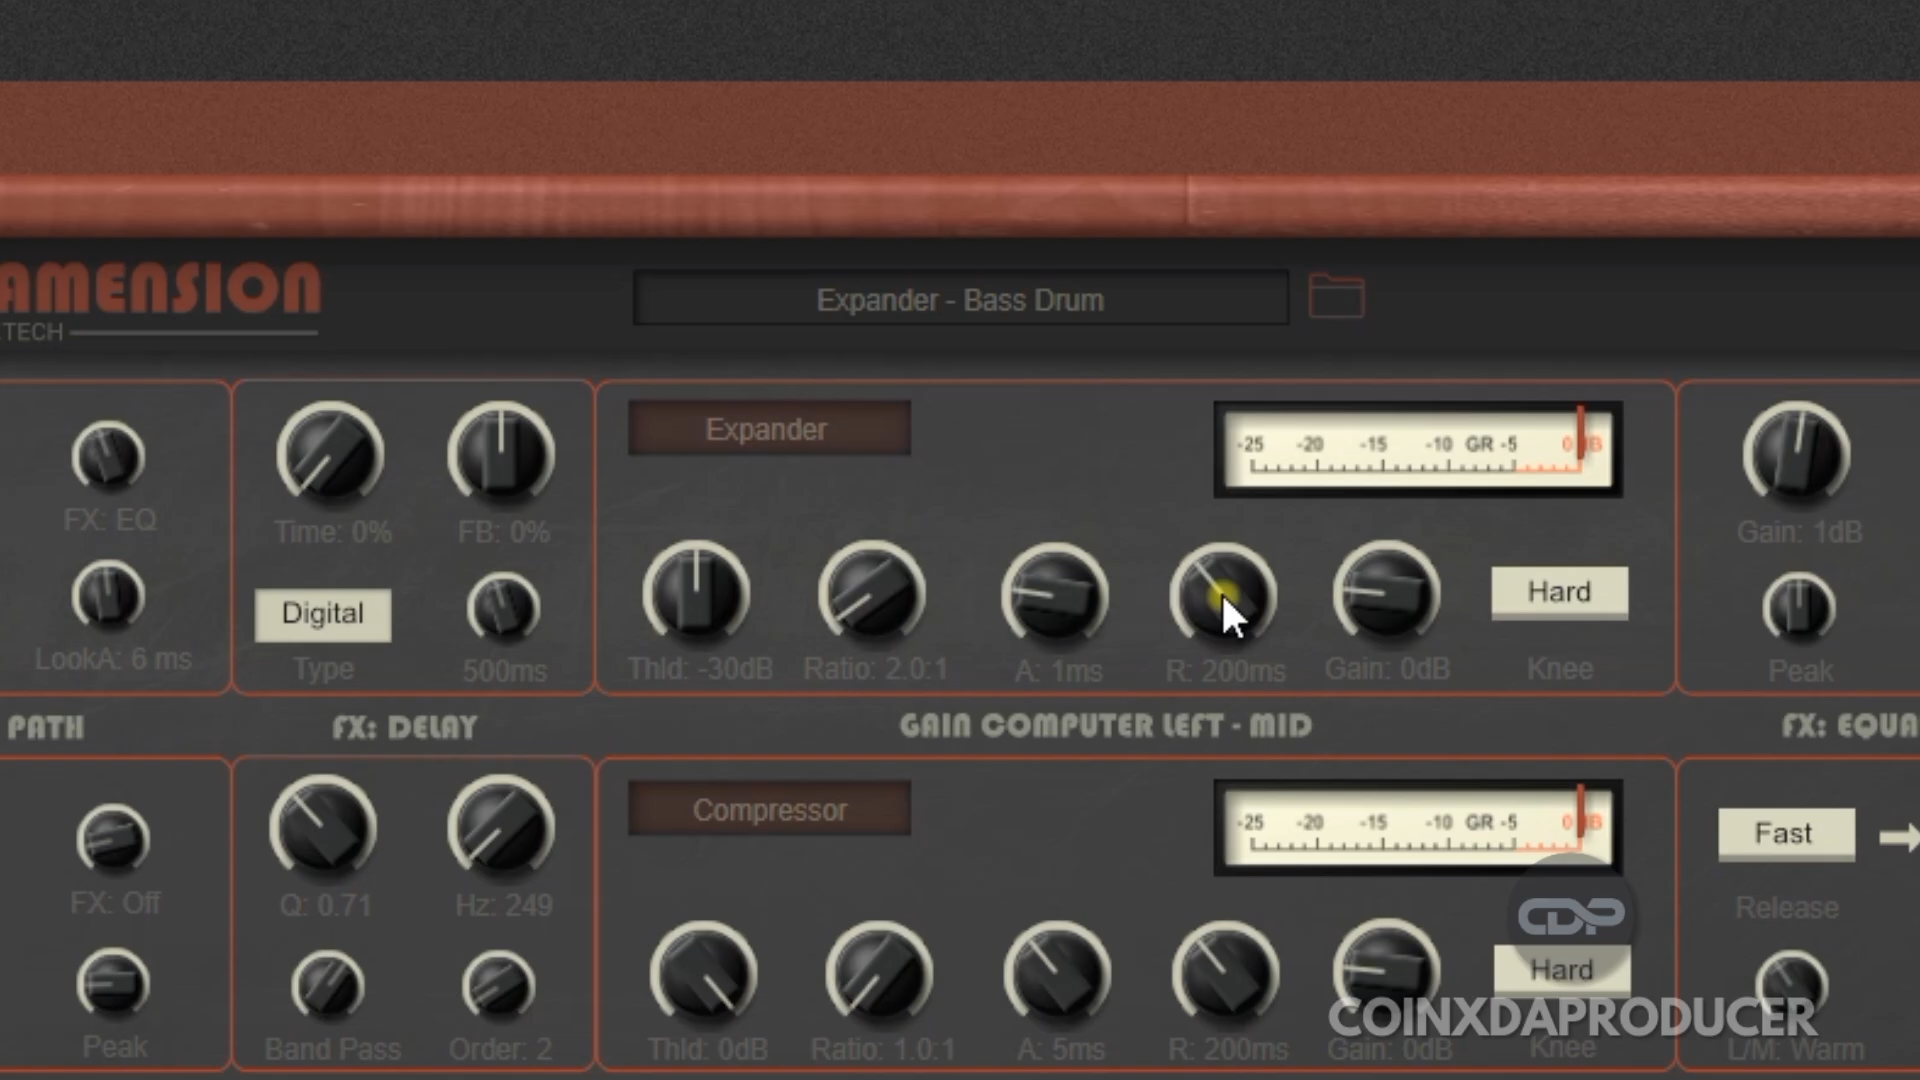 AMENSION
TECH
Expander - Bass Drum
FX: EQ
LookA: 6 ms
Time: 0%
FB: 0%
Digital
Type
500ms
Expander
-25 -20 -15 -10 GR -5 0
Thld: -30dB
Ratio: 2.0:1
A: 1ms
R: 200ms
Gain: 0dB
Hard
Knee
Gain: 1dB
Peak
PATH
FX: DELAY
GAIN COMPUTER LEFT - MID
FX: EQUA
FX: Off
Peak
Q: 0.71
Hz: 249
Band Pass
Order: 2
Compressor
-25 -20 -15 -10 GR -5 0
Thld: 0dB
Ratio: 1.0:1
A: 5ms
R: 200ms
Gain: 0dB
Hard
Knee
Fast
Release
L/M: Warm
CDP
COINXDAPRODUCER